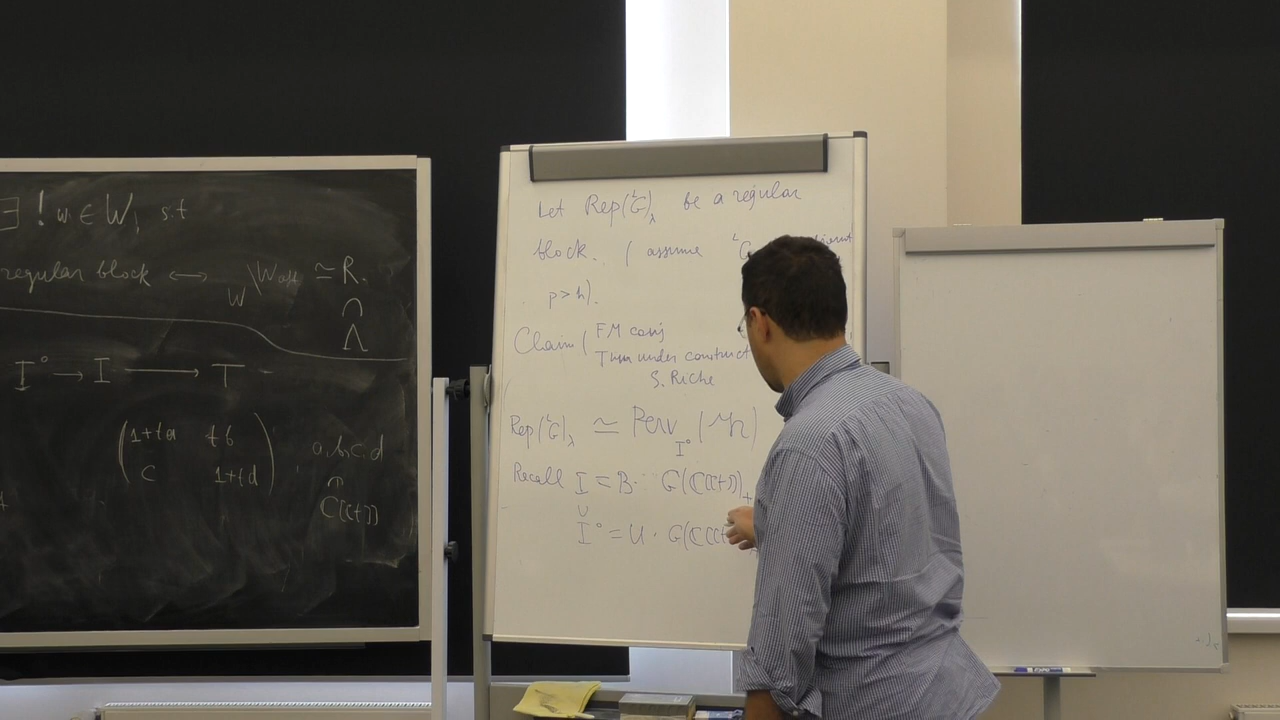 ∃! w ∈ W, s.t
regular block ⟷ W\W_aff ≃ R.
∩
Λ
I° → I ⟶ T
(1+ta tb
c 1+td)
a,b,c,d
C[[t]]
Let Rep(ᴸG)_λ be a regular
block. (assume
p>h).
Claim (FM conj
Thm under construct
S. Riche
Rep(ᴸG)_λ ≃ Perv_I°(
Recall I = B · G(C[[t]])₊
∪
I° = U · G(C[[t